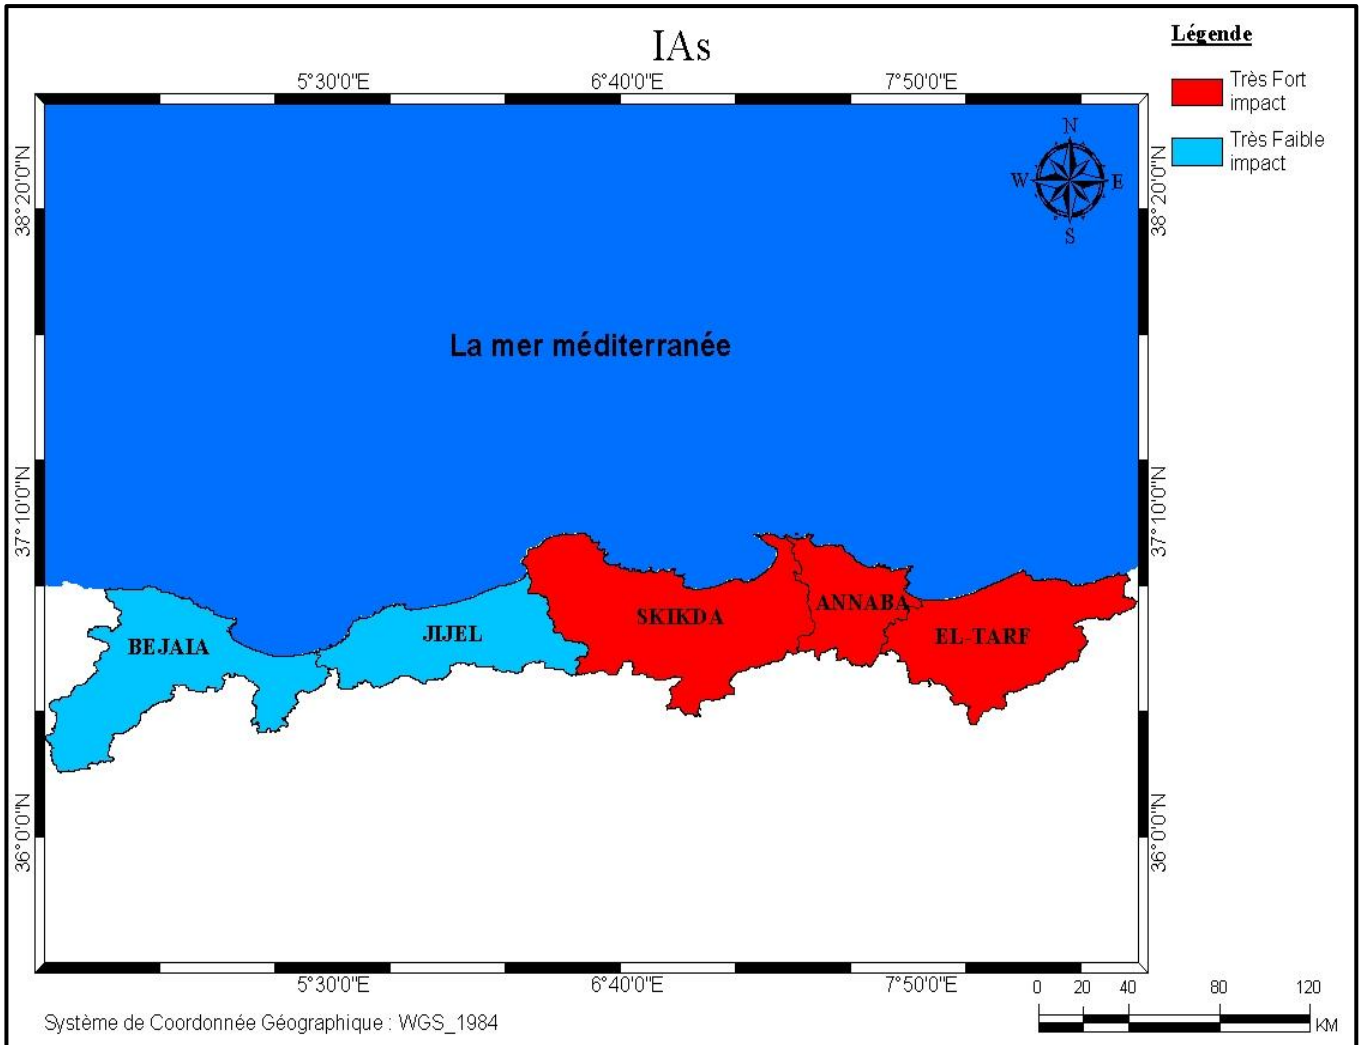 IAs
Légende
Très Fort
impact
Très Faible
impact
5°30'0"E 6°40'0"E 7°50'0"E
N
W E
S
38°20'0"N 38°20'0"N
La mer méditerranée
37°10'0"N 37°10'0"N
BEJAIA JIJEL SKIKDA ANNABA EL-TARF
36°0'0"N 36°0'0"N
5°30'0"E 6°40'0"E 7°50'0"E
0 20 40 80 120
KM
Système de Coordonnée Géographique : WGS_1984